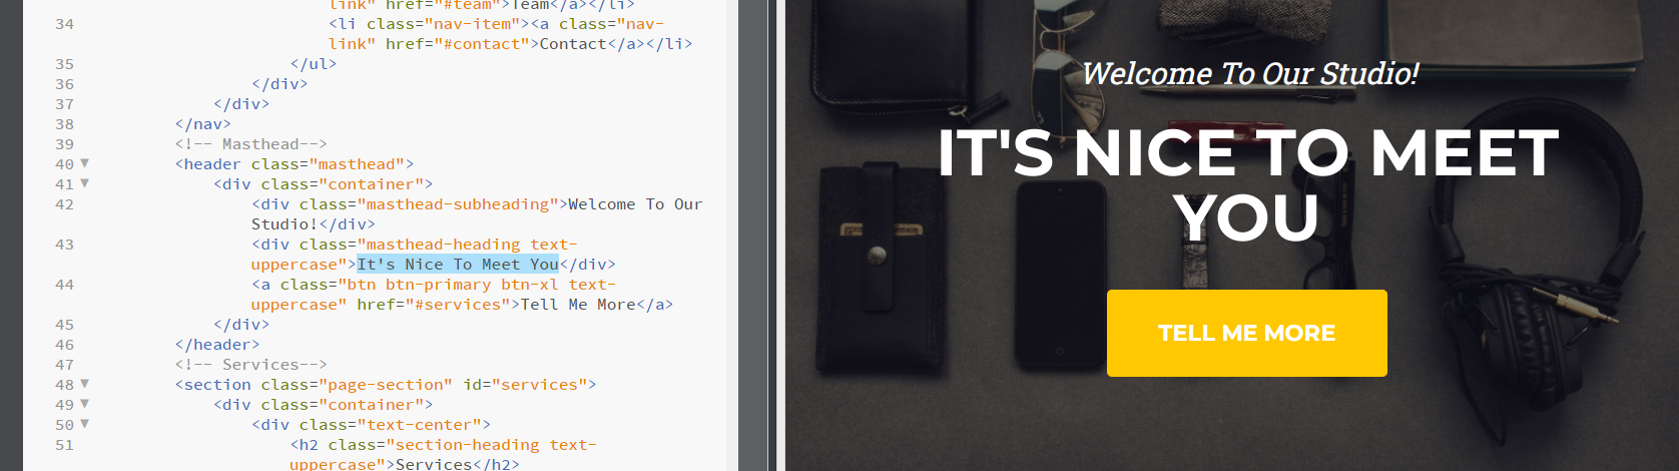 link" href="#team">Team</a></li>
34 <li class="nav-item"><a class="nav-
link" href="#contact">Contact</a></li>
35 </ul>
36 </div>
37 </div>
38 </nav>
39 <!-- Masthead-->
40 <header class="masthead">
41 <div class="container">
42 <div class="masthead-subheading">Welcome To Our
Studio!</div>
43 <div class="masthead-heading text-
uppercase">It's Nice To Meet You</div>
44 <a class="btn btn-primary btn-xl text-
uppercase" href="#services">Tell Me More</a>
45 </div>
46 </header>
47 <!-- Services-->
48 <section class="page-section" id="services">
49 <div class="container">
50 <div class="text-center">
51 <h2 class="section-heading text-
uppercase">Services</h2>
Welcome To Our Studio!
IT'S NICE TO MEET
YOU
TELL ME MORE